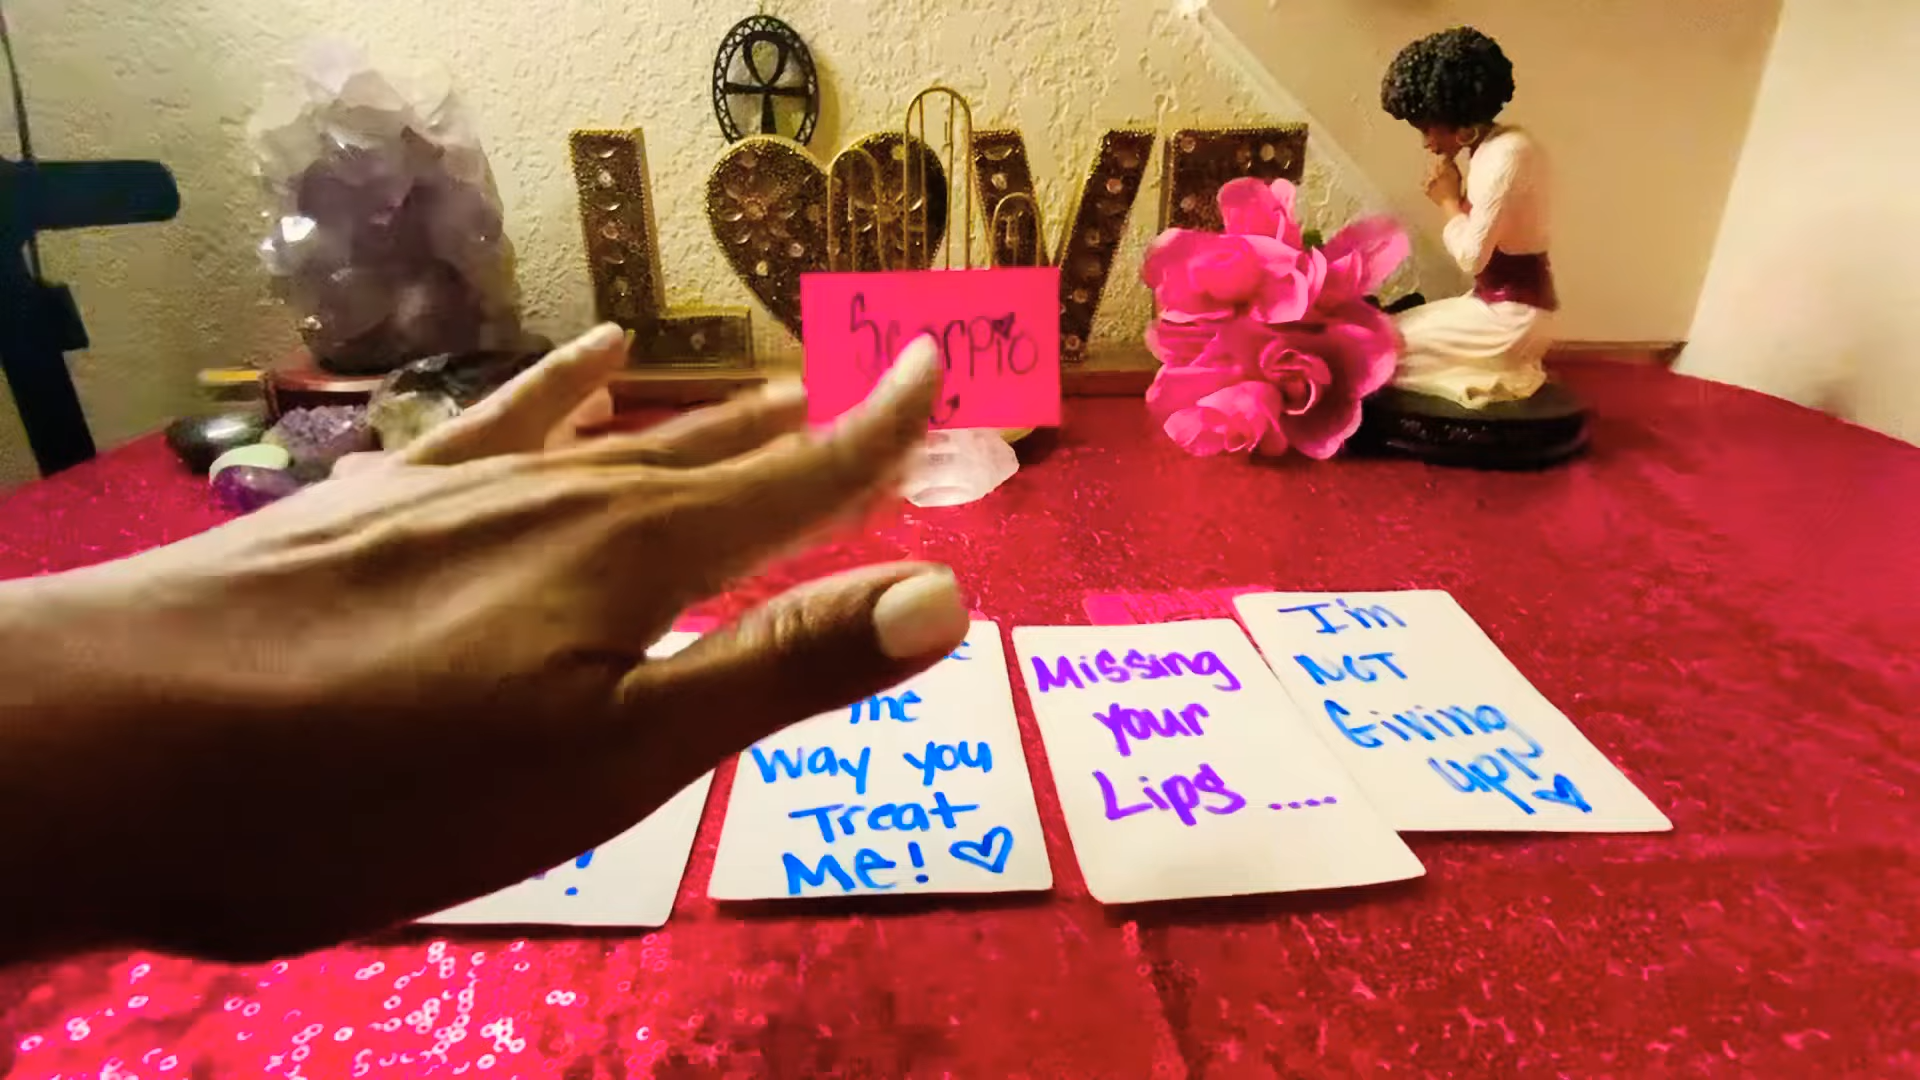 LOVE
Scorpio
the
Way you
Treat
Me!
Missing
your
Lips ....
I'm
NOT
Giving
up!